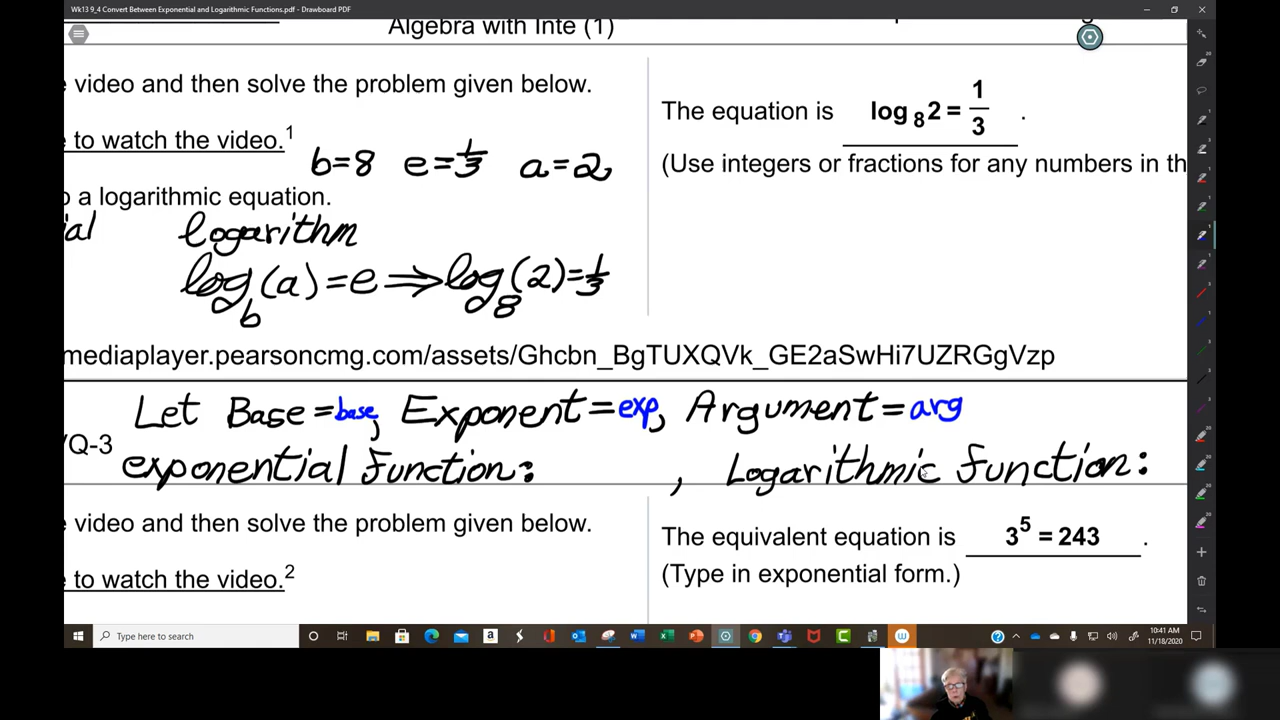 Wk13 9_4 Convert Between Exponential and Logarithmic Functions.pdf - Drawboard PDF
Algebra with Inte (1)
e video and then solve the problem given below.
e to watch the video.1
b=8 e=1/3 a=2
o a logarithmic equation.
ial logarithm
log_b(a)=e⇒log_8(2)=1/3
The equation is log_8 2 = 1/3 .
(Use integers or fractions for any numbers in th
mediaplayer.pearsoncmg.com/assets/Ghcbn_BgTUXQVk_GE2aSwHi7UZRGgVzp
Let Base=base, Exponent=exp, Argument=arg
/Q-3
exponential function: , Logarithmic function:
e video and then solve the problem given below.
e to watch the video.2
The equivalent equation is 3^5 = 243 .
(Type in exponential form.)
Type here to search
10:41 AM
11/18/2020